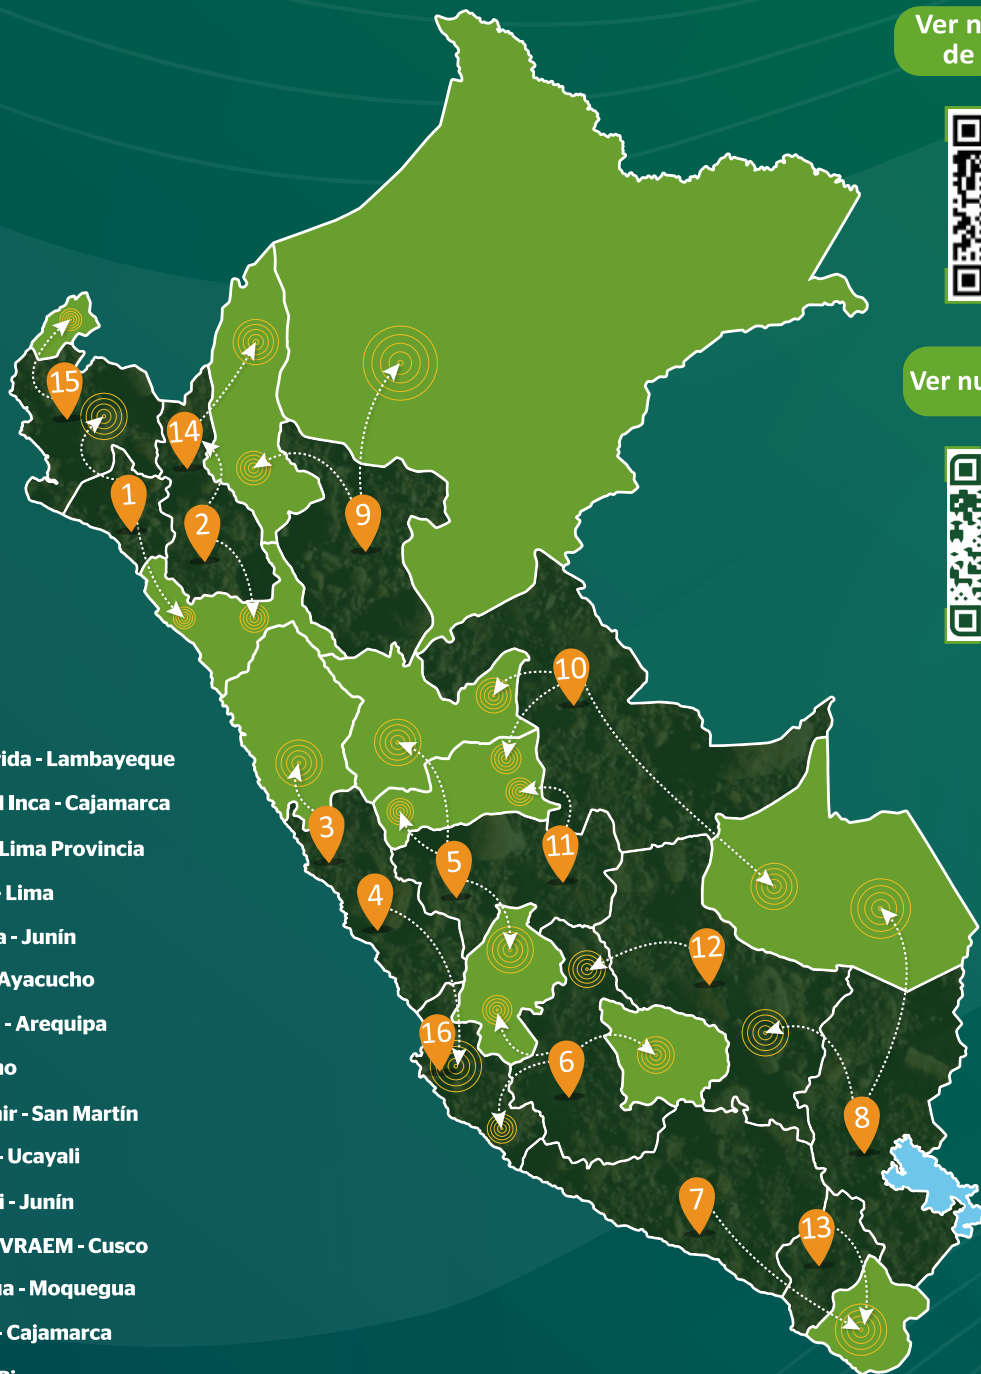 Ver n
de
Ver nu
15
14
1
2
9
10
3
5
11
4
12
16
6
8
7
13
ida - Lambayeque
l Inca - Cajamarca
Lima Provincia
- Lima
a - Junín
Ayacucho
- Arequipa
no
ir - San Martín
- Ucayali
i - Junín
VRAEM - Cusco
ua - Moquegua
- Cajamarca